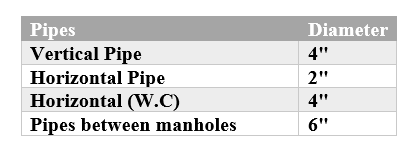 Pipes Diameter
Vertical Pipe 4"
Horizontal Pipe 2"
Horizontal (W.C) 4"
Pipes between manholes 6"